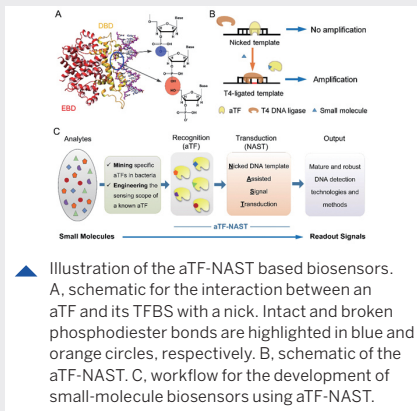 A
DBD
EBD
Base
Base
Base
B
Nicked template
No amplification
T4-ligated template
Amplification
aTF
T4 DNA ligase
Small molecule
C
Analytes
Recognition
(aTF)
Transduction
(NAST)
Output
✓ Mining specific
aTFs in bacteria
✓ Engineering the
sensing scope of
a known aTF
Nicked DNA template
Assisted
Signal
Transduction
Mature and robust
DNA detection
technologies and
methods
aTF-NAST
Small Molecules
Readout Signals
Illustration of the aTF-NAST based biosensors.
A, schematic for the interaction between an
aTF and its TFBS with a nick. Intact and broken
phosphodiester bonds are highlighted in blue and
orange circles, respectively. B, schematic of the
aTF-NAST. C, workflow for the development of
small-molecule biosensors using aTF-NAST.